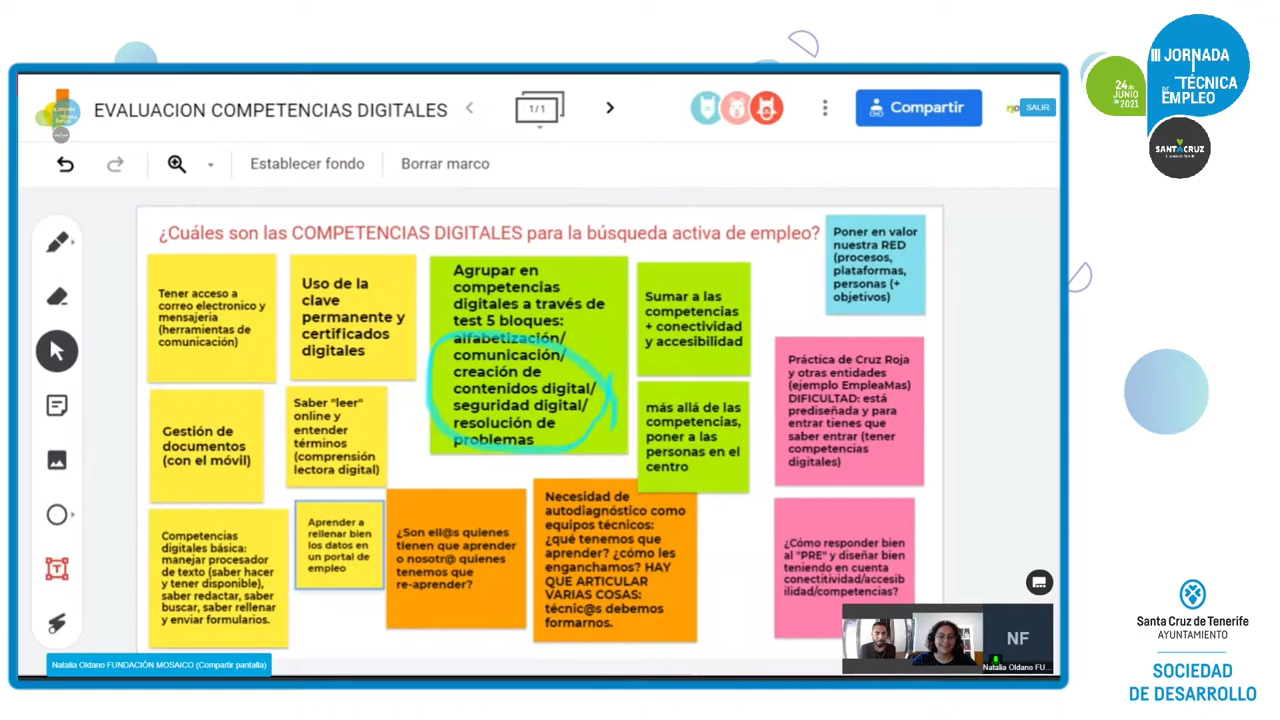 III JORNADA
TÉCNICA
DE EMPLEO
24 de
JUNIO
de 2021
SANTACRUZ
EVALUACION COMPETENCIAS DIGITALES
1/1
Compartir
SALIR
Establecer fondo
Borrar marco
¿Cuáles son las COMPETENCIAS DIGITALES para la búsqueda activa de empleo?
Tener acceso a
correo electronico y
mensajeria
(herramientas de
comunicación)
Uso de la
clave
permanente y
certificados
digitales
Agrupar en
competencias
digitales a través de
test 5 bloques:
alfabetización/
comunicación/
creación de
contenidos digital/
seguridad digital/
resolución de
problemas
Sumar a las
competencias
+ conectividad
y accesibilidad
Poner en valor
nuestra RED
(procesos,
plataformas,
personas (+
objetivos)
Gestión de
documentos
(con el móvil)
Saber "leer"
online y
entender
términos
(comprensión
lectora digital)
más allá de las
competencias,
poner a las
personas en el
centro
Práctica de Cruz Roja
y otras entidades
(ejemplo EmpleaMas)
DIFICULTAD: está
prediseñada y para
entrar tienes que
saber entrar (tener
competencias
digitales)
Competencias
digitales básica:
manejar procesador
de texto (saber hacer
y tener disponible),
saber redactar, saber
buscar, saber rellenar
y enviar formularios.
Aprender a
rellenar bien
los datos en
un portal de
empleo
¿Son ell@s quienes
tienen que aprender
o nosotr@ quienes
tenemos que
re-aprender?
Necesidad de
autodiagnóstico como
equipos técnicos:
¿qué tenemos que
aprender? ¿cómo les
enganchamos? HAY
QUE ARTICULAR
VARIAS COSAS:
técnic@s debemos
formarnos.
¿Cómo responder bien
al "PRE" y diseñar bien
teniendo en cuenta
conectitividad/accesib
ilidad/competencias?
NF
Natalia Oldano FU...
Natalia Oldano FUNDACIÓN MOSAICO (Compartir pantalla)
Santa Cruz de Tenerife
AYUNTAMIENTO
SOCIEDAD
DE DESARROLLO